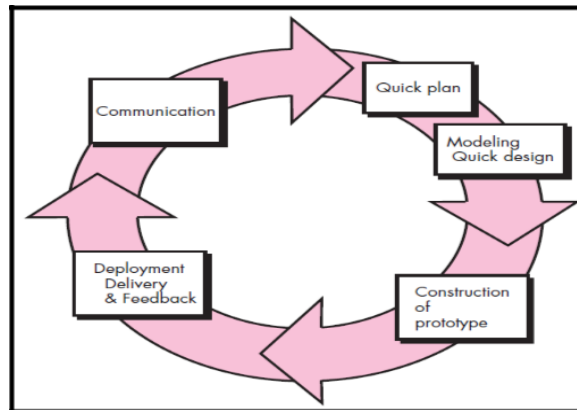 Communication
Quick plan
Modeling
Quick design
Construction
of
prototype
Deployment
Delivery
& Feedback